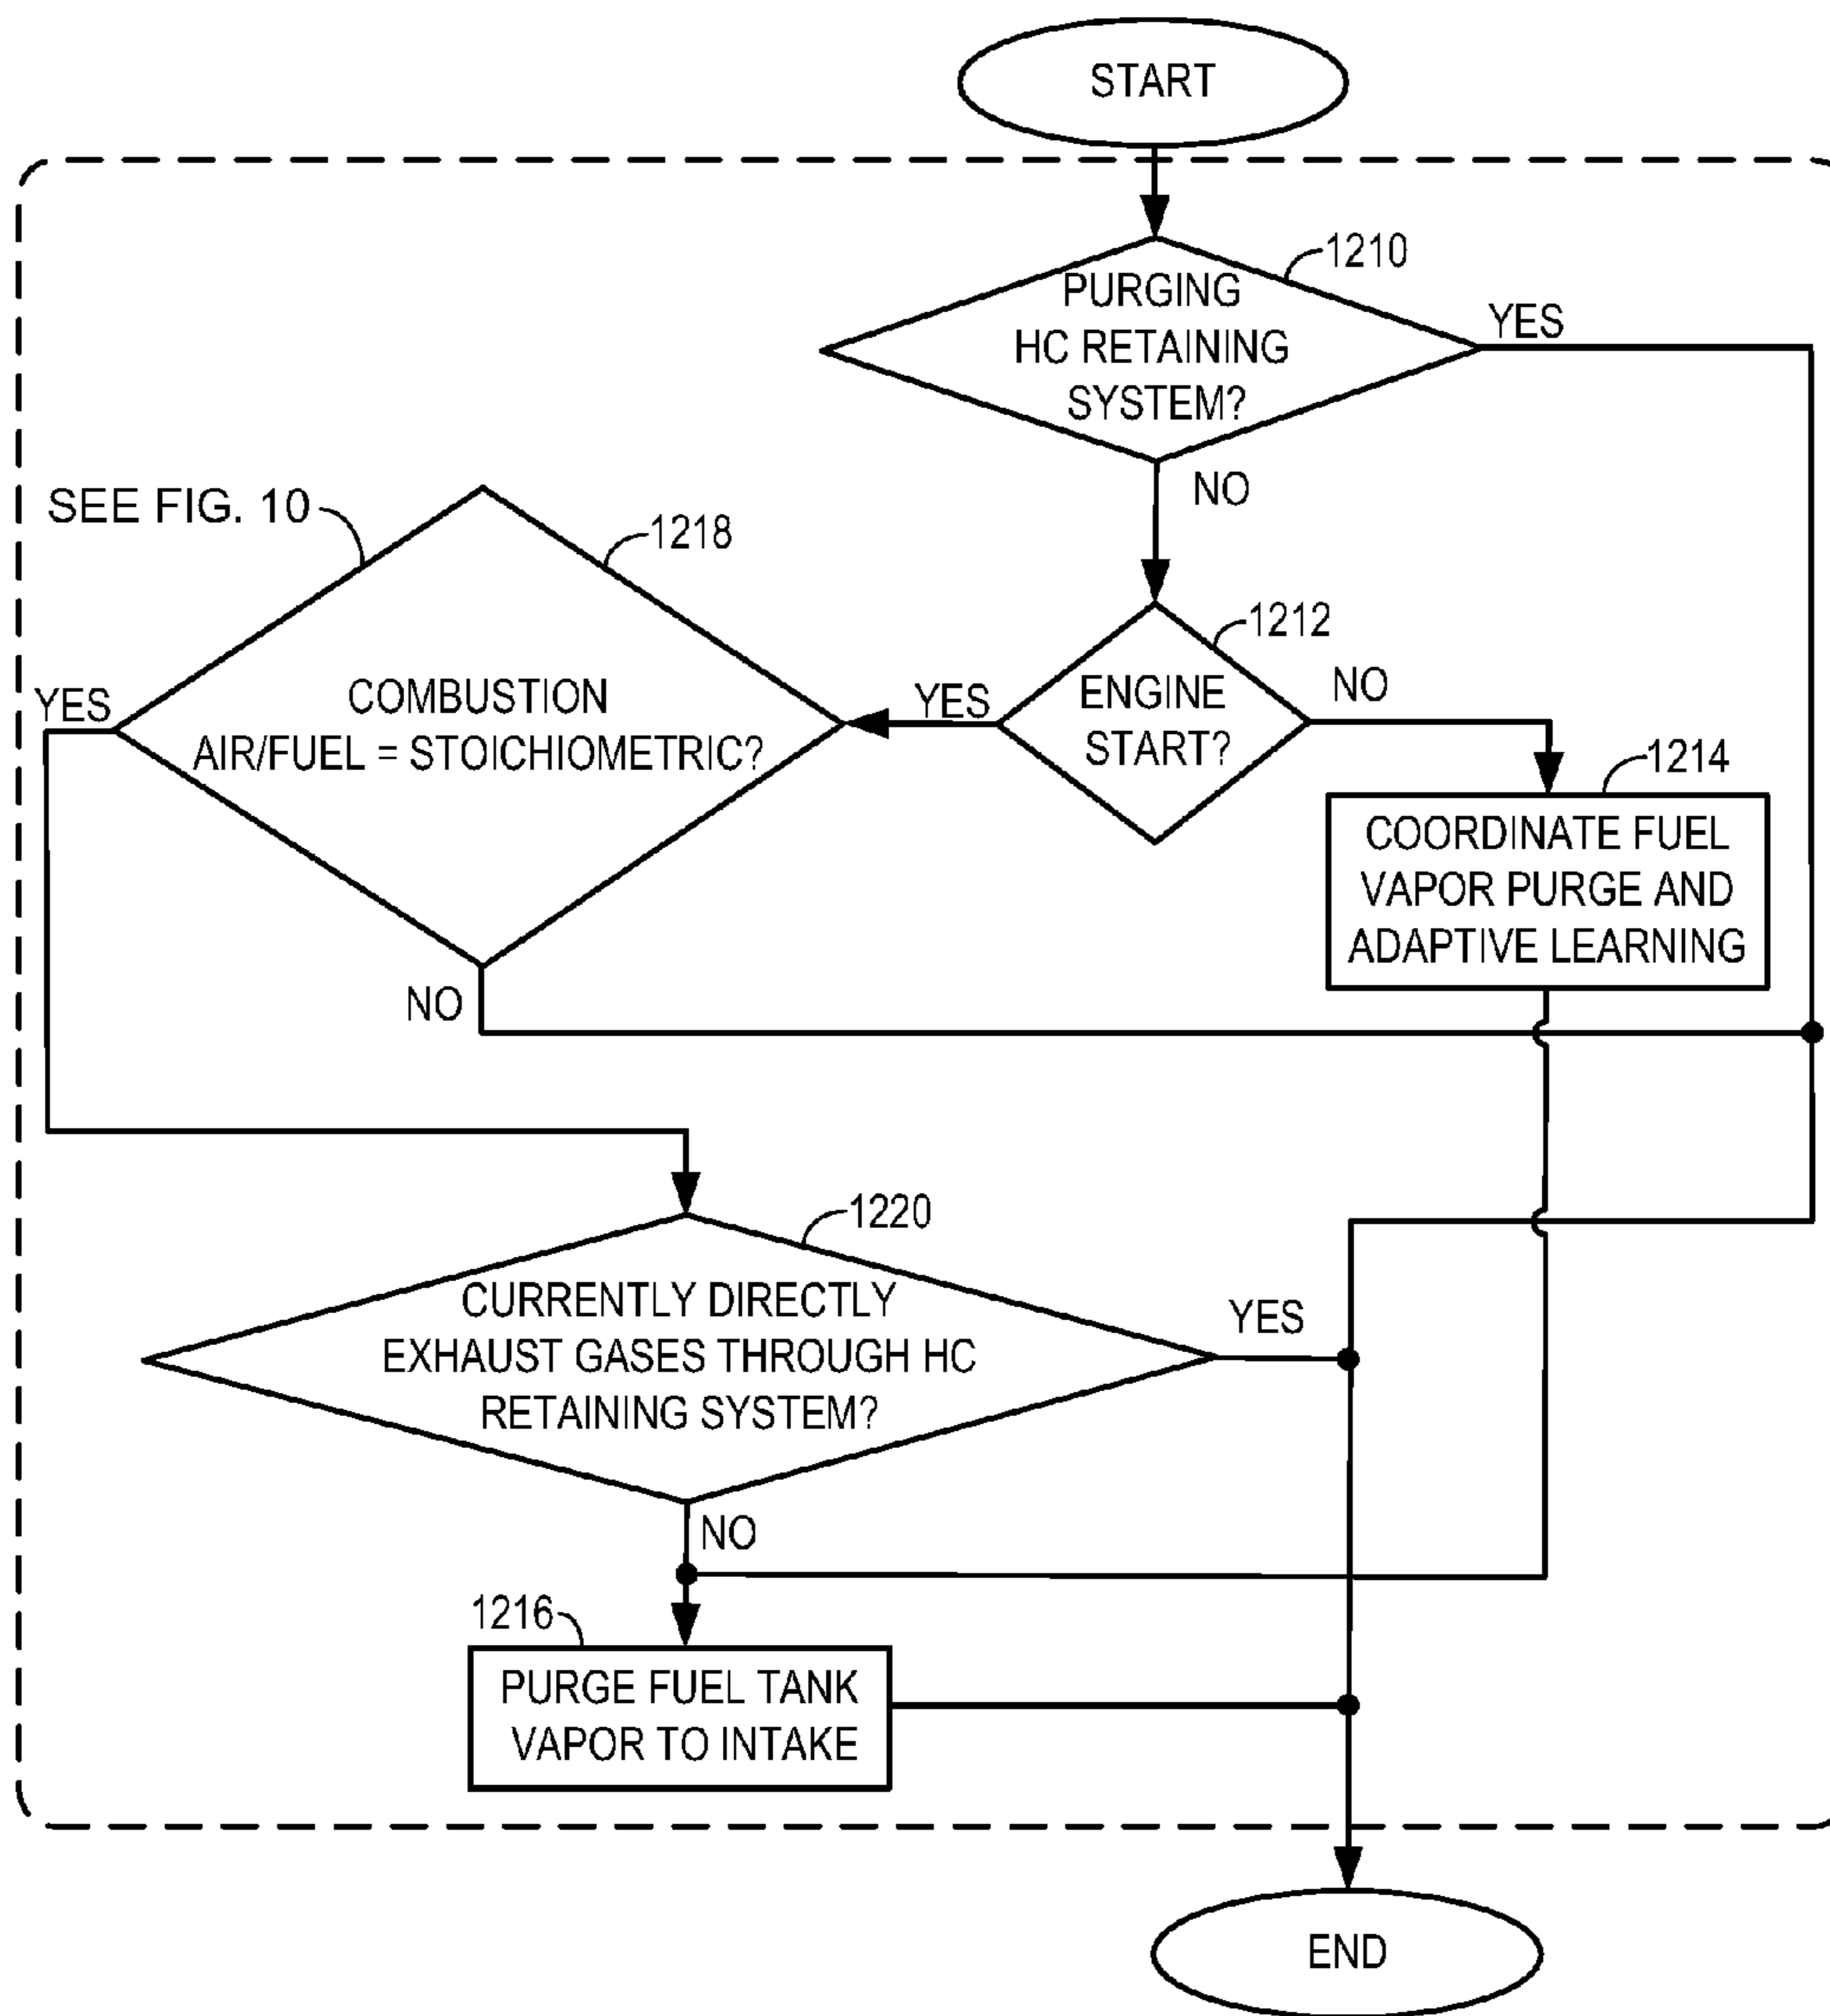 START
1210
PURGING
HC RETAINING
SYSTEM?
YES
NO
SEE FIG. 10
1218
COMBUSTION
AIR/FUEL = STOICHIOMETRIC?
YES
NO
1212
ENGINE
START?
YES
NO
1214
COORDINATE FUEL
VAPOR PURGE AND
ADAPTIVE LEARNING
1220
CURRENTLY DIRECTLY
EXHAUST GASES THROUGH HC
RETAINING SYSTEM?
YES
NO
1216
PURGE FUEL TANK
VAPOR TO INTAKE
END